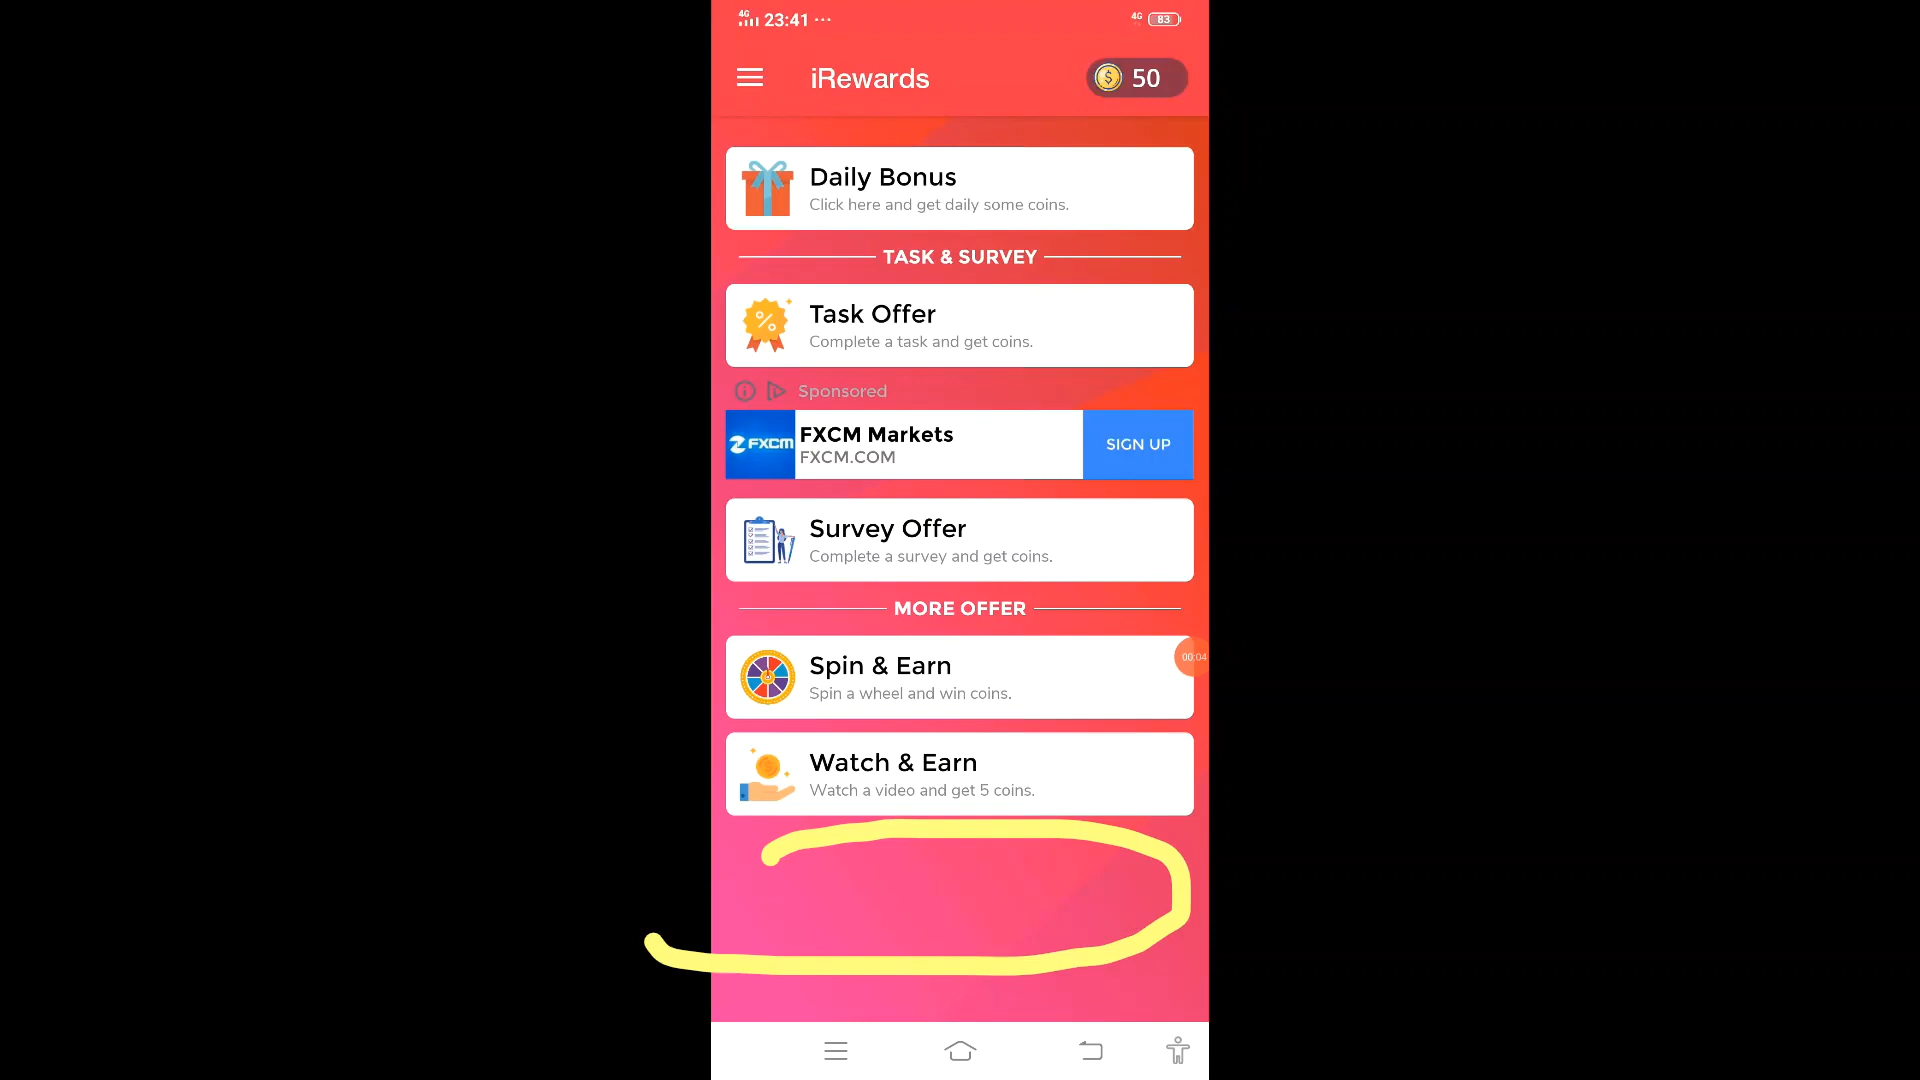 4G 23:41 ... 4G 83
iRewards 50
Daily Bonus
Click here and get daily some coins.
TASK & SURVEY
Task Offer
Complete a task and get coins.
Sponsored
FXCM
FXCM Markets
FXCM.COM
SIGN UP
Survey Offer
Complete a survey and get coins.
MORE OFFER
Spin & Earn
Spin a wheel and win coins.
00:04
Watch & Earn
Watch a video and get 5 coins.